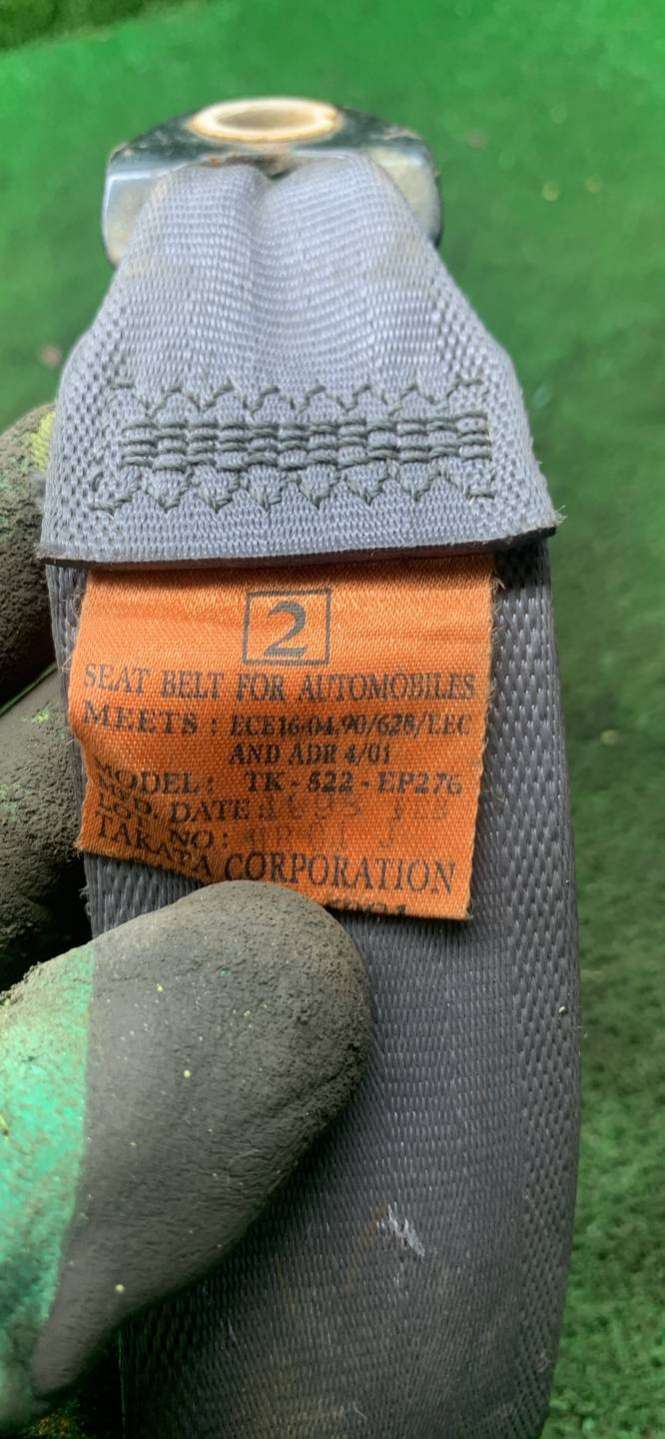 2
SEAT BELT FOR AUTOMOBILES
MEETS : ECE16-04,90/628/EEC
AND ADR 4/01
MODEL : TK - 522 - EP276
DATE :
LOT. NO :
TAKATA CORPORATION